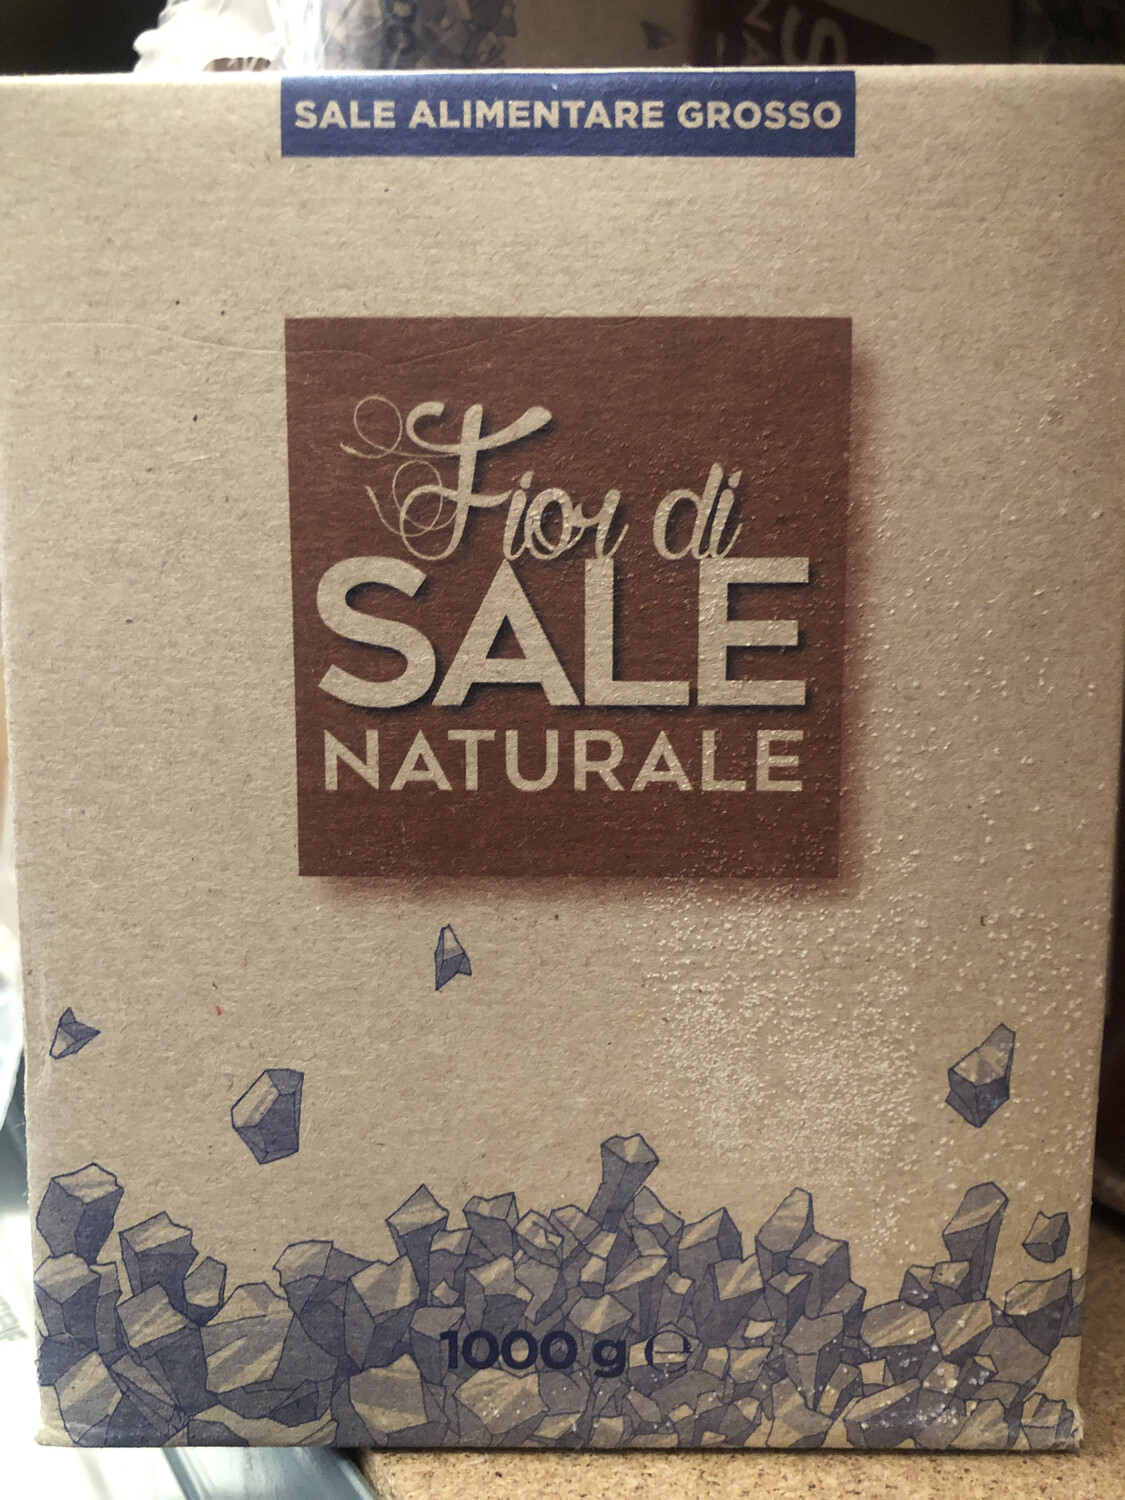 SALE ALIMENTARE GROSSO
Fior di
SALE
NATURALE
1000 g ℮